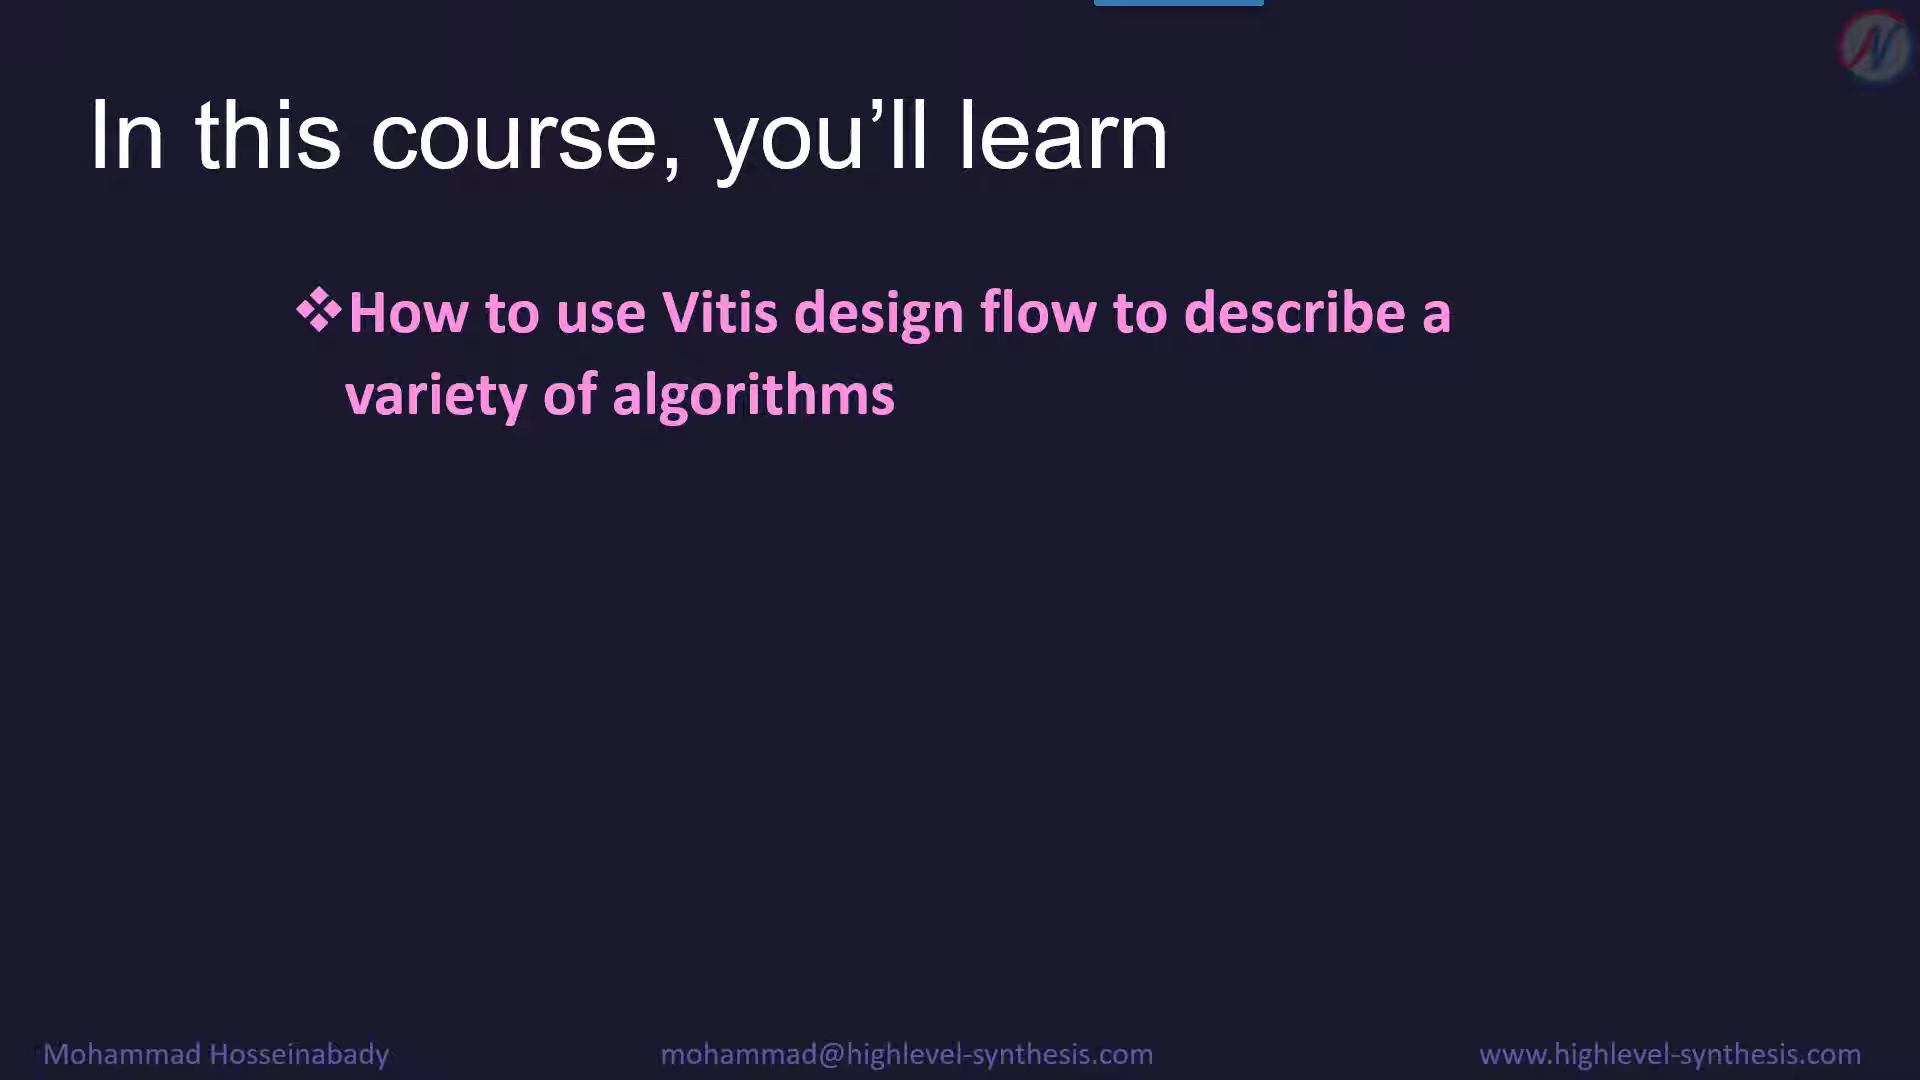 In this course, you’ll learn
❖How to use Vitis design flow to describe a
variety of algorithms
Mohammad Hosseinabady
mohammad@highlevel-synthesis.com
www.highlevel-synthesis.com